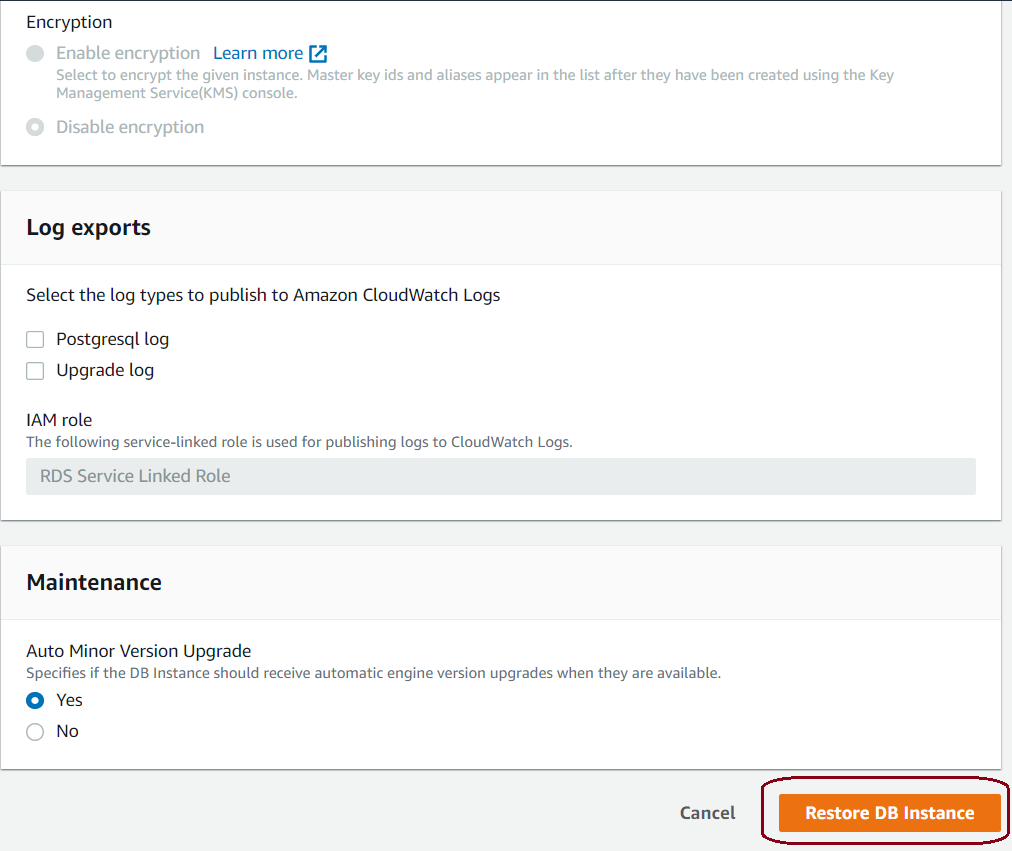 Encryption
Enable encryption Learn more
Select to encrypt the given instance. Master key ids and aliases appear in the list after they have been created using the Key
Management Service(KMS) console.
Disable encryption
Log exports
Select the log types to publish to Amazon CloudWatch Logs
Postgresql log
Upgrade log
IAM role
The following service-linked role is used for publishing logs to CloudWatch Logs.
RDS Service Linked Role
Maintenance
Auto Minor Version Upgrade
Specifies if the DB Instance should receive automatic engine version upgrades when they are available.
Yes
No
Cancel Restore DB Instance